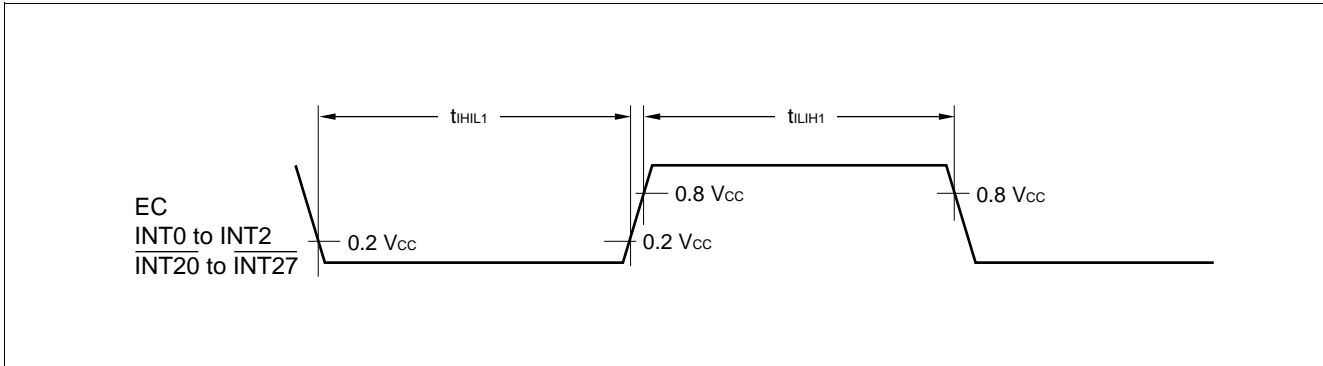 tIHIL1
tILIH1
0.8 VCC
0.8 VCC
EC
INT0 to INT2
INT20 to INT27
0.2 VCC
0.2 VCC